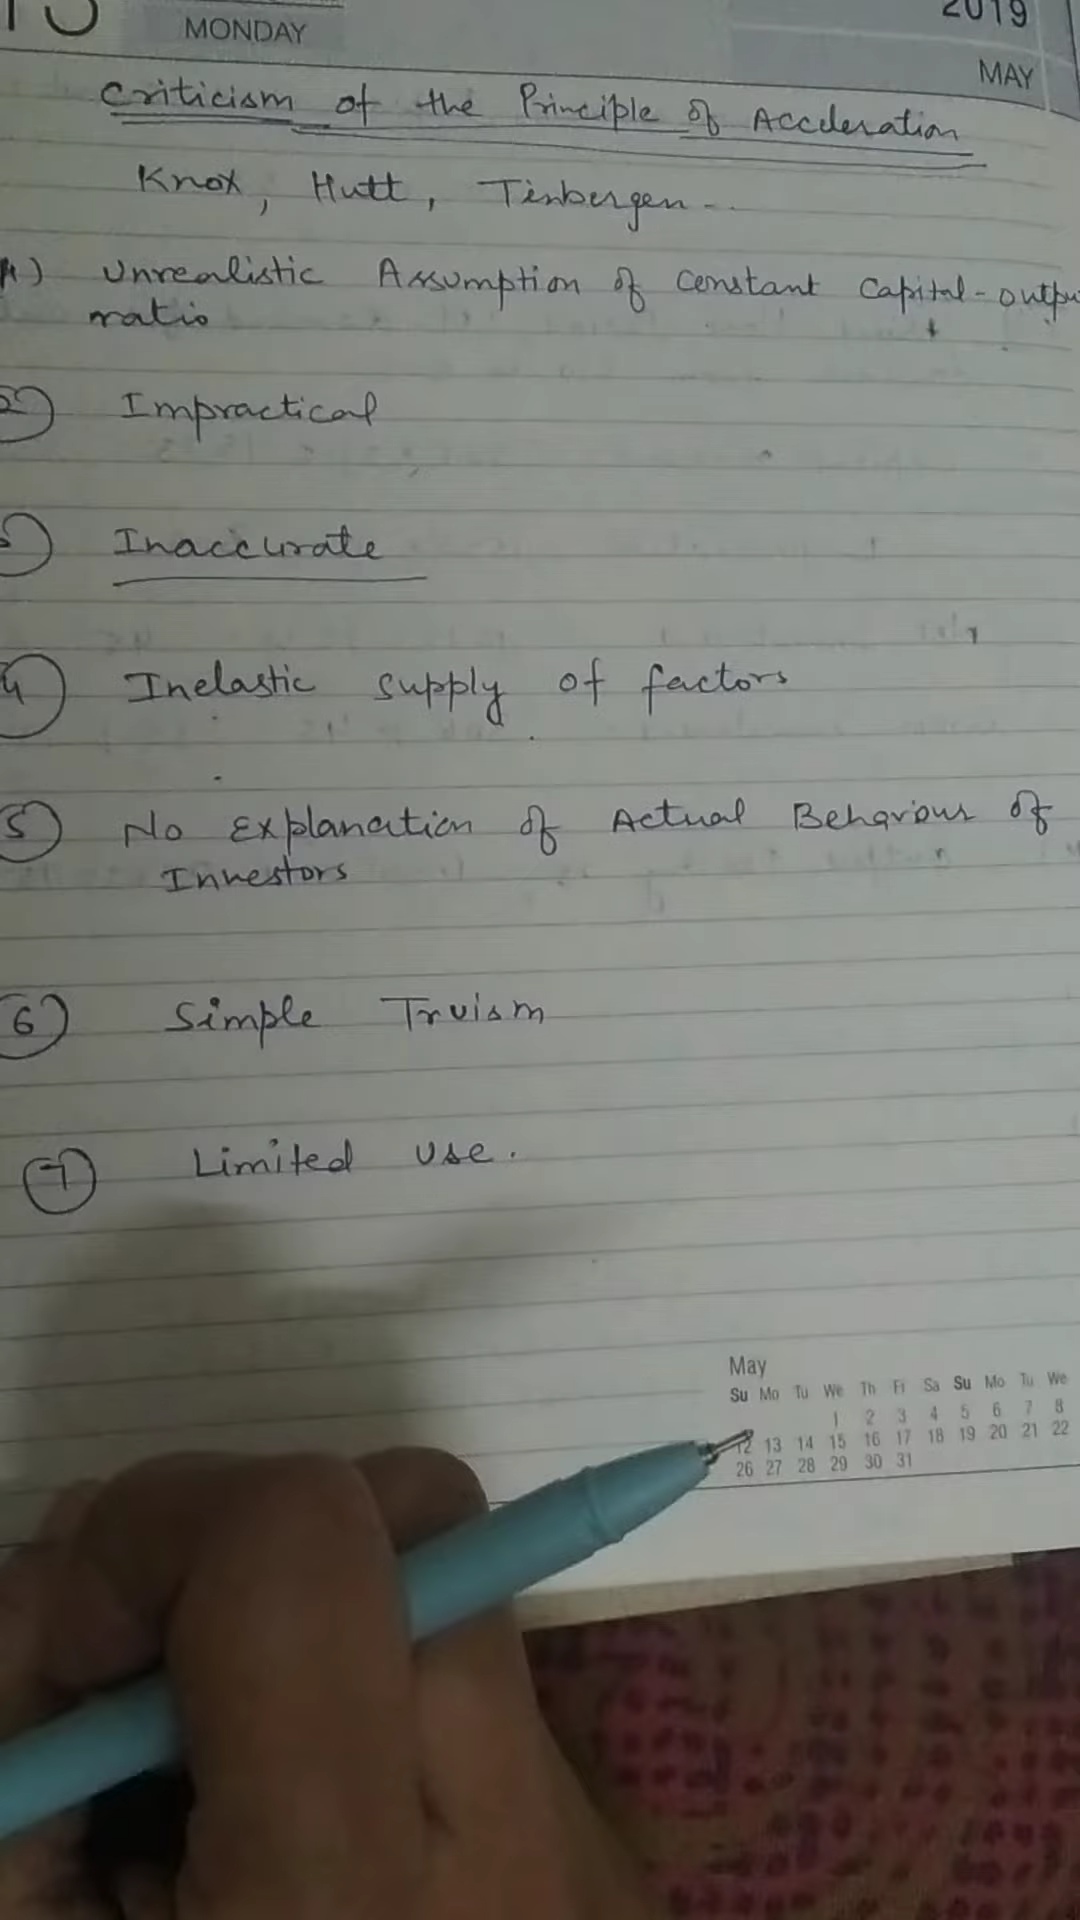 MONDAY
2019
MAY
Criticism of the Principle of Acceleration
Knox, Hutt, Tinbergen -..
Unrealistic Assumption of Constant Capital-outpu
t
ratio
2) Impractical
Inaccurate
4) Inelastic supply of factors
5) No Explanation of Actual Behaviour of
Investors
6) Simple Truism
7) Limited use.
May
Su Mo Tu We Th Fr Sa Su Mo Tu We
1 2 3 4 5 6 7 8
12 13 14 15 16 17 18 19 20 21 22
26 27 28 29 30 31